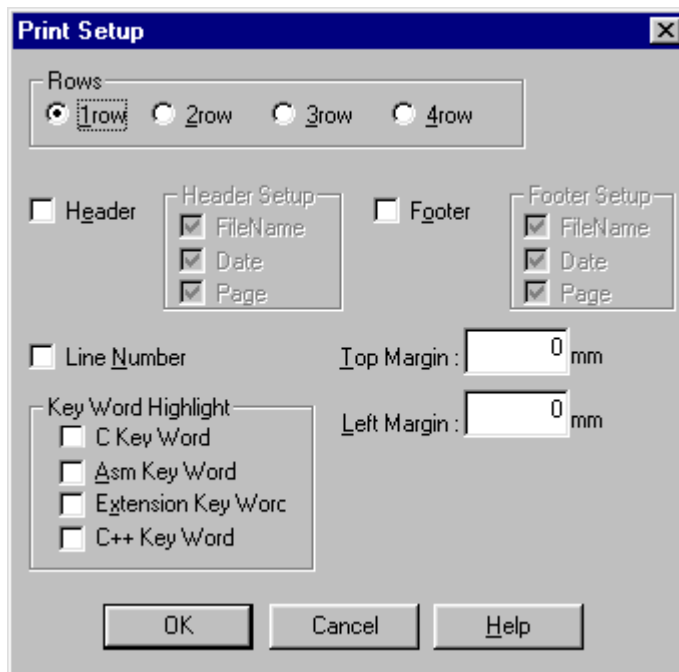 Print Setup
Rows
1row 2row 3row 4row
Header
Header Setup
FileName
Date
Page
Footer
Footer Setup
FileName
Date
Page
Line Number
Top Margin : 0 mm
Left Margin : 0 mm
Key Word Highlight
C Key Word
Asm Key Word
Extension Key Worc
C++ Key Word
OK Cancel Help